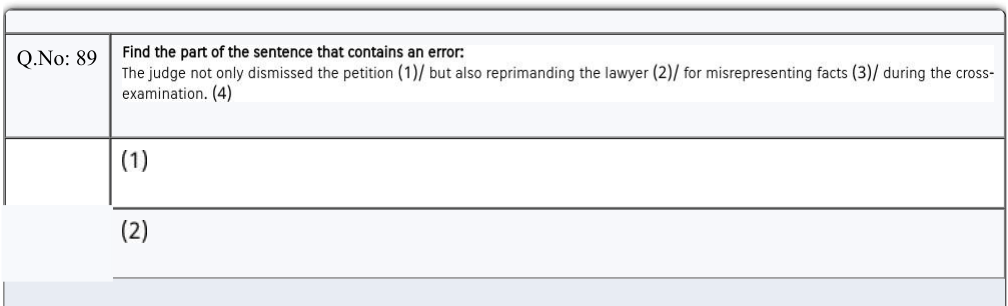 Q.No: 89
Find the part of the sentence that contains an error:
The judge not only dismissed the petition (1)/ but also reprimanding the lawyer (2)/ for misrepresenting facts (3)/ during the cross-
examination. (4)
(1)
(2)